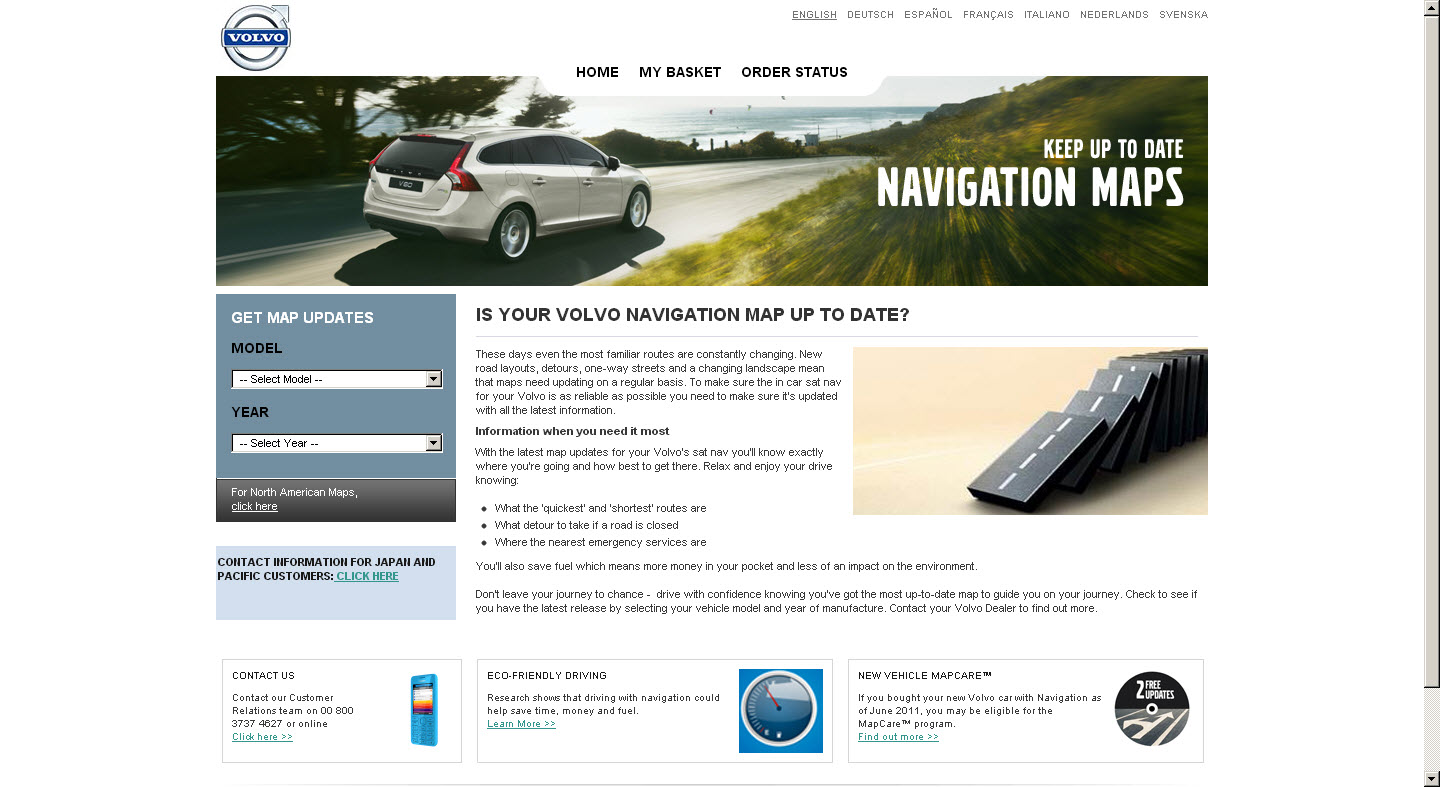 VOLVO
ENGLISH DEUTSCH ESPAÑOL FRANÇAIS ITALIANO NEDERLANDS SVENSKA
HOME MY BASKET ORDER STATUS
KEEP UP TO DATE
NAVIGATION MAPS
V60
GET MAP UPDATES
MODEL
-- Select Model --
YEAR
-- Select Year --
For North American Maps,
click here
CONTACT INFORMATION FOR JAPAN AND
PACIFIC CUSTOMERS: CLICK HERE
IS YOUR VOLVO NAVIGATION MAP UP TO DATE?
These days even the most familiar routes are constantly changing. New
road layouts, detours, one-way streets and a changing landscape mean
that maps need updating on a regular basis. To make sure the in car sat nav
for your Volvo is as reliable as possible you need to make sure it's updated
with all the latest information.
Information when you need it most
With the latest map updates for your Volvo's sat nav you'll know exactly
where you're going and how best to get there. Relax and enjoy your drive
knowing:
What the 'quickest' and 'shortest' routes are
What detour to take if a road is closed
Where the nearest emergency services are
You'll also save fuel which means more money in your pocket and less of an impact on the environment.
Don't leave your journey to chance - drive with confidence knowing you've got the most up-to-date map to guide you on your journey. Check to see if
you have the latest release by selecting your vehicle model and year of manufacture. Contact your Volvo Dealer to find out more.
CONTACT US
Contact our Customer
Relations team on 00 800
3737 4627 or online
Click here >>
ECO-FRIENDLY DRIVING
Research shows that driving with navigation could
help save time, money and fuel.
Learn More >>
NEW VEHICLE MAPCARE™
If you bought your new Volvo car with Navigation as
of June 2011, you may be eligible for the
MapCare™ program.
Find out more >>
2 FREE
UPDATES